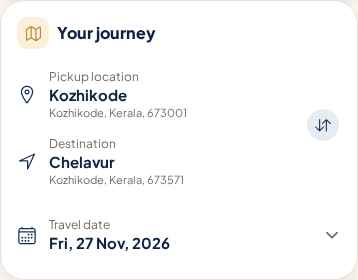 Your journey
Pickup location
Kozhikode
Kozhikode, Kerala, 673001
Destination
Chelavur
Kozhikode, Kerala, 673571
Travel date
Fri, 27 Nov, 2026